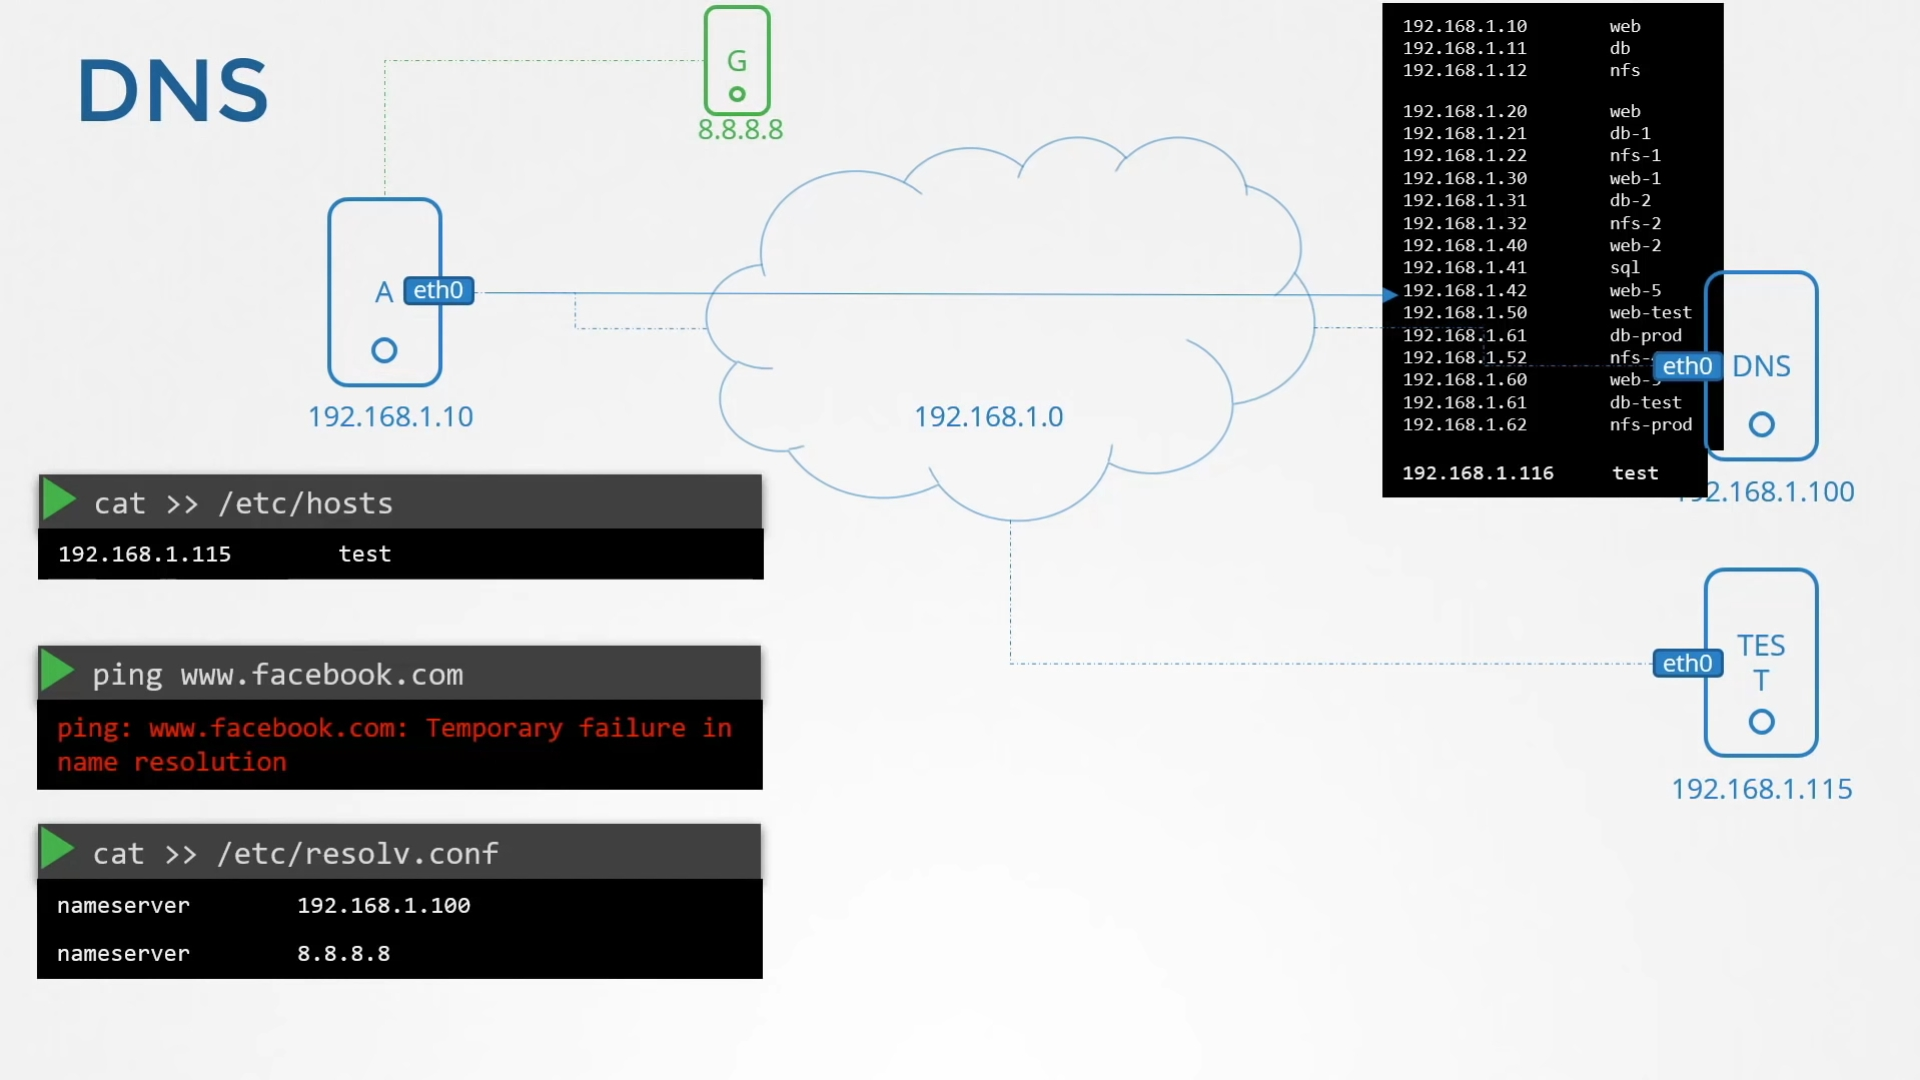 DNS
G
8.8.8.8
A
eth0
192.168.1.10
192.168.1.0
192.168.1.10 web
192.168.1.11 db
192.168.1.12 nfs
192.168.1.20 web
192.168.1.21 db-1
192.168.1.22 nfs-1
192.168.1.30 web-1
192.168.1.31 db-2
192.168.1.32 nfs-2
192.168.1.40 web-2
192.168.1.41 sql
192.168.1.42 web-5
192.168.1.50 web-test
192.168.1.61 db-prod
192.168.1.52 nfs-
192.168.1.60 web-
192.168.1.61 db-test
192.168.1.62 nfs-prod
192.168.1.116 test
eth0
DNS
92.168.1.100
cat >> /etc/hosts
192.168.1.115 test
ping www.facebook.com
ping: www.facebook.com: Temporary failure in
name resolution
cat >> /etc/resolv.conf
nameserver 192.168.1.100
nameserver 8.8.8.8
eth0
TES
T
192.168.1.115